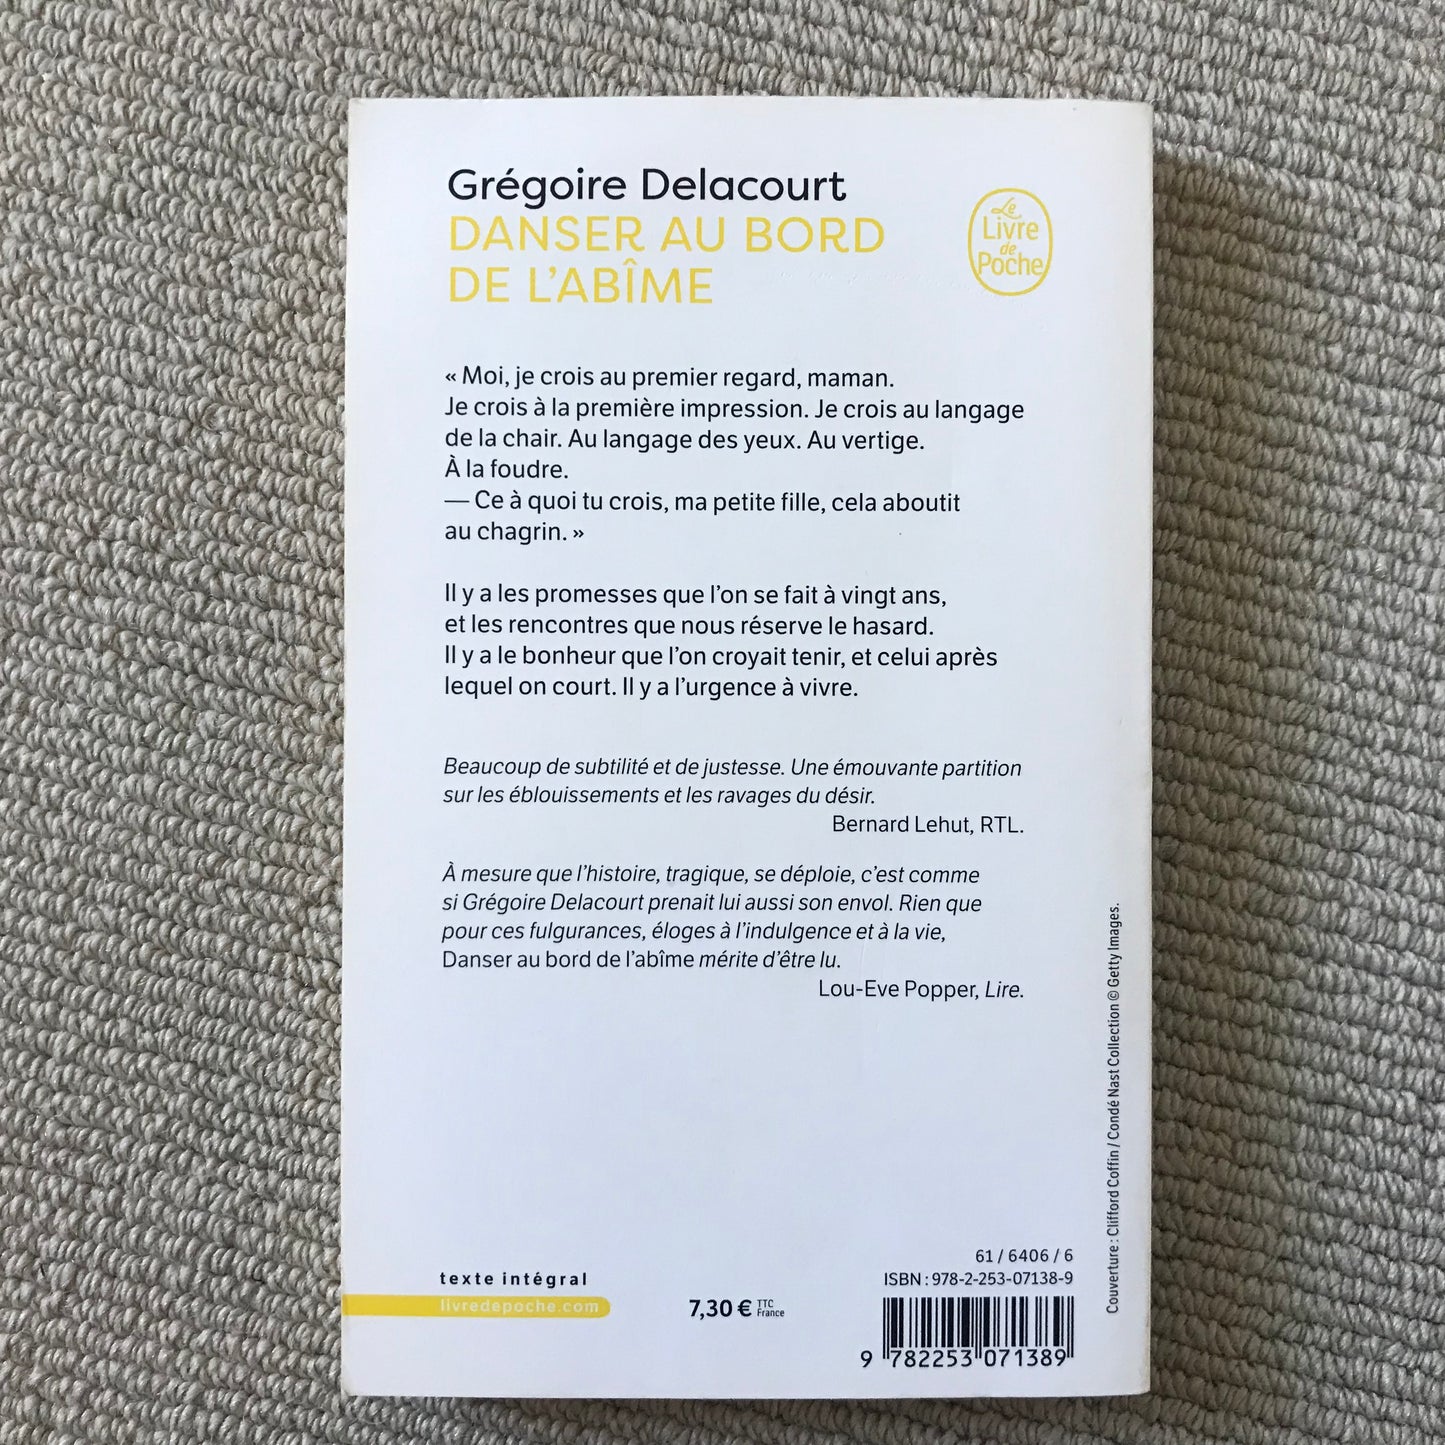 Grégoire Delacourt
DANSER AU BORD
DE L'ABÎME
Le
Livre
de
Poche
« Moi, je crois au premier regard, maman.
Je crois à la première impression. Je crois au langage
de la chair. Au langage des yeux. Au vertige.
À la foudre.
— Ce à quoi tu crois, ma petite fille, cela aboutit
au chagrin. »
Il y a les promesses que l'on se fait à vingt ans,
et les rencontres que nous réserve le hasard.
Il y a le bonheur que l'on croyait tenir, et celui après
lequel on court. Il y a l'urgence à vivre.
Beaucoup de subtilité et de justesse. Une émouvante partition
sur les éblouissements et les ravages du désir.
Bernard Lehut, RTL.
À mesure que l'histoire, tragique, se déploie, c'est comme
si Grégoire Delacourt prenait lui aussi son envol. Rien que
pour ces fulgurances, éloges à l'indulgence et à la vie,
Danser au bord de l'abîme mérite d'être lu.
Lou-Eve Popper, Lire.
Couverture : Clifford Coffin / Condé Nast Collection © Getty Images.
texte intégral
livredepoche.com
7,30 € TTC
France
61 / 6406 / 6
ISBN : 978-2-253-07138-9
9 782253 071389